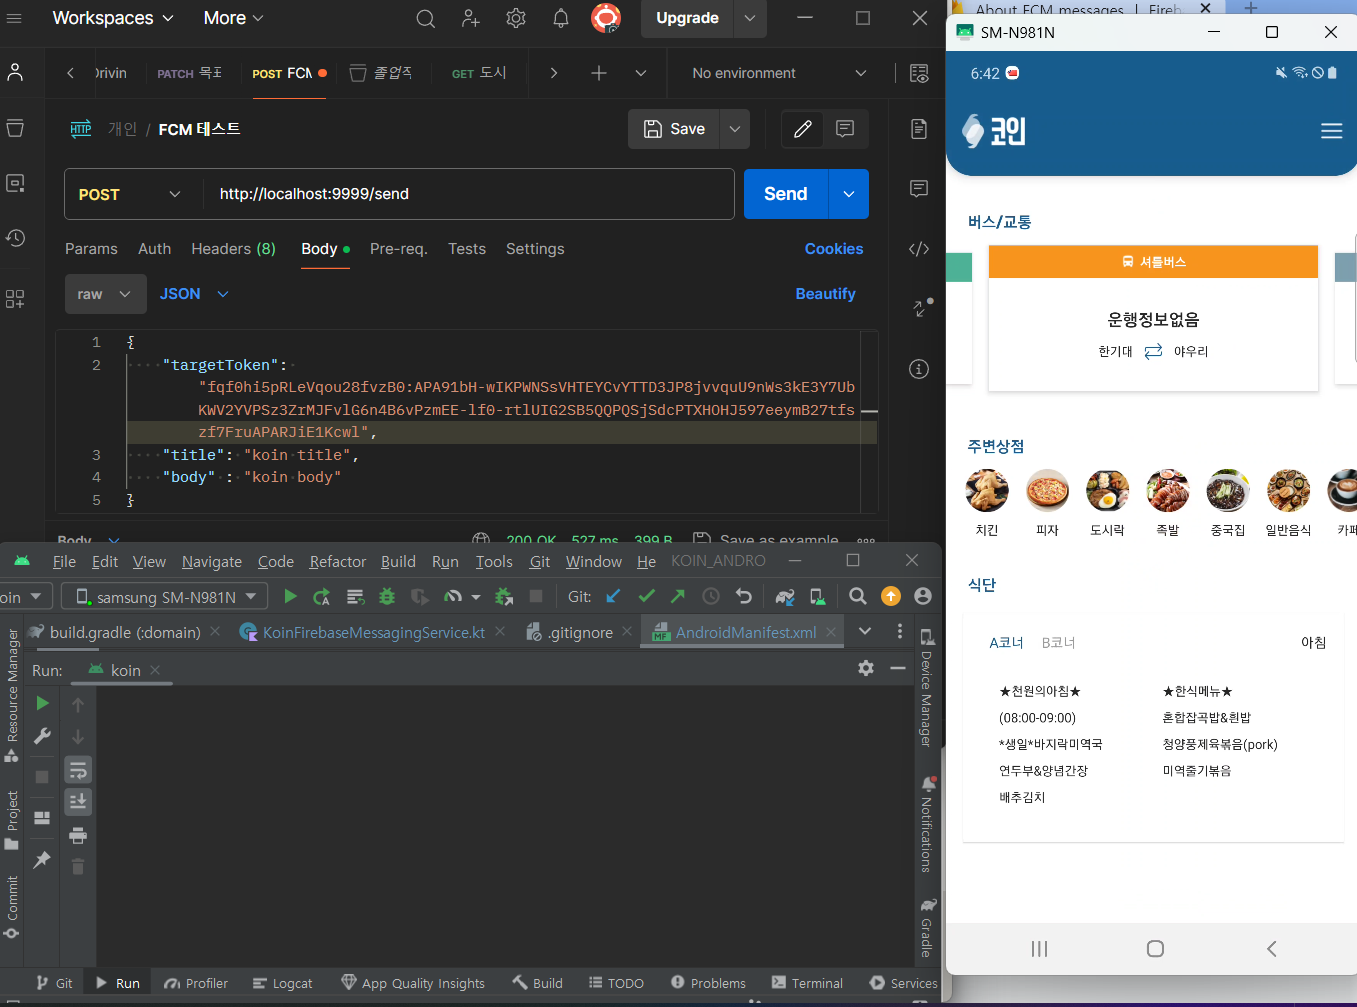 Workspaces More Upgrade
Drivin PATCH 목표 POST FCM 졸업작 GET 도시 No environment
HTTP 개인 / FCM 테스트 Save
POST http://localhost:9999/send Send
Params Auth Headers (8) Body Pre-req. Tests Settings Cookies
raw JSON Beautify
1 {
2 "targetToken":
"fqf0hi5pRLeVqou28fvzB0:APA91bH-wIKPWNSsVHTEYCvYTTD3JP8jvvquU9nWs3kE3Y7Ub
KWV2YVPSz3ZrMJFvlG6n4B6vPzmEE-lf0-rtlUIG2SB5QQPQSjSdcPTXHOHJ597eeymB27tfs
zf7FruAPARJiE1Kcwl",
3 "title": "koin title",
4 "body" : "koin body"
5 }
Body 200 OK 527 ms 399 B Save as example
File Edit View Navigate Code Refactor Build Run Tools Git Window He KOIN_ANDRO
oin samsung SM-N981N Git:
build.gradle (:domain) KoinFirebaseMessagingService.kt .gitignore AndroidManifest.xml
Run: koin
Resource Manager
Project
Commit
Device Manager
Notifications
Gradle
Git Run Profiler Logcat App Quality Insights Build TODO Problems Terminal Services
About FCM messages | Fireb
SM-N981N
6:42
코인
버스/교통
셔틀버스
운행정보없음
한기대 야우리
주변상점
치킨 피자 도시락 족발 중국집 일반음식 카페
식단
A코너 B코너 아침
★천원의아침★ ★한식메뉴★
(08:00-09:00) 혼합잡곡밥&흰밥
*생일*바지락미역국 청양풍제육볶음(pork)
연두부&양념간장 미역줄기볶음
배추김치